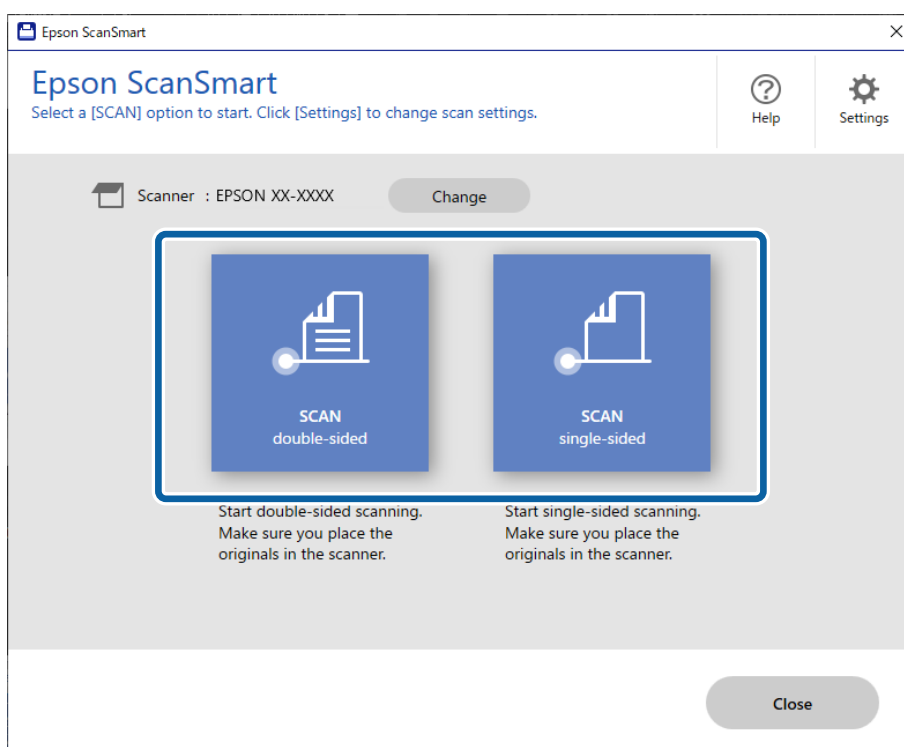 Epson ScanSmart
Epson ScanSmart
Select a [SCAN] option to start. Click [Settings] to change scan settings.
Help
Settings
Scanner : EPSON XX-XXXX
Change
SCAN
double-sided
SCAN
single-sided
Start double-sided scanning.
Make sure you place the
originals in the scanner.
Start single-sided scanning.
Make sure you place the
originals in the scanner.
Close